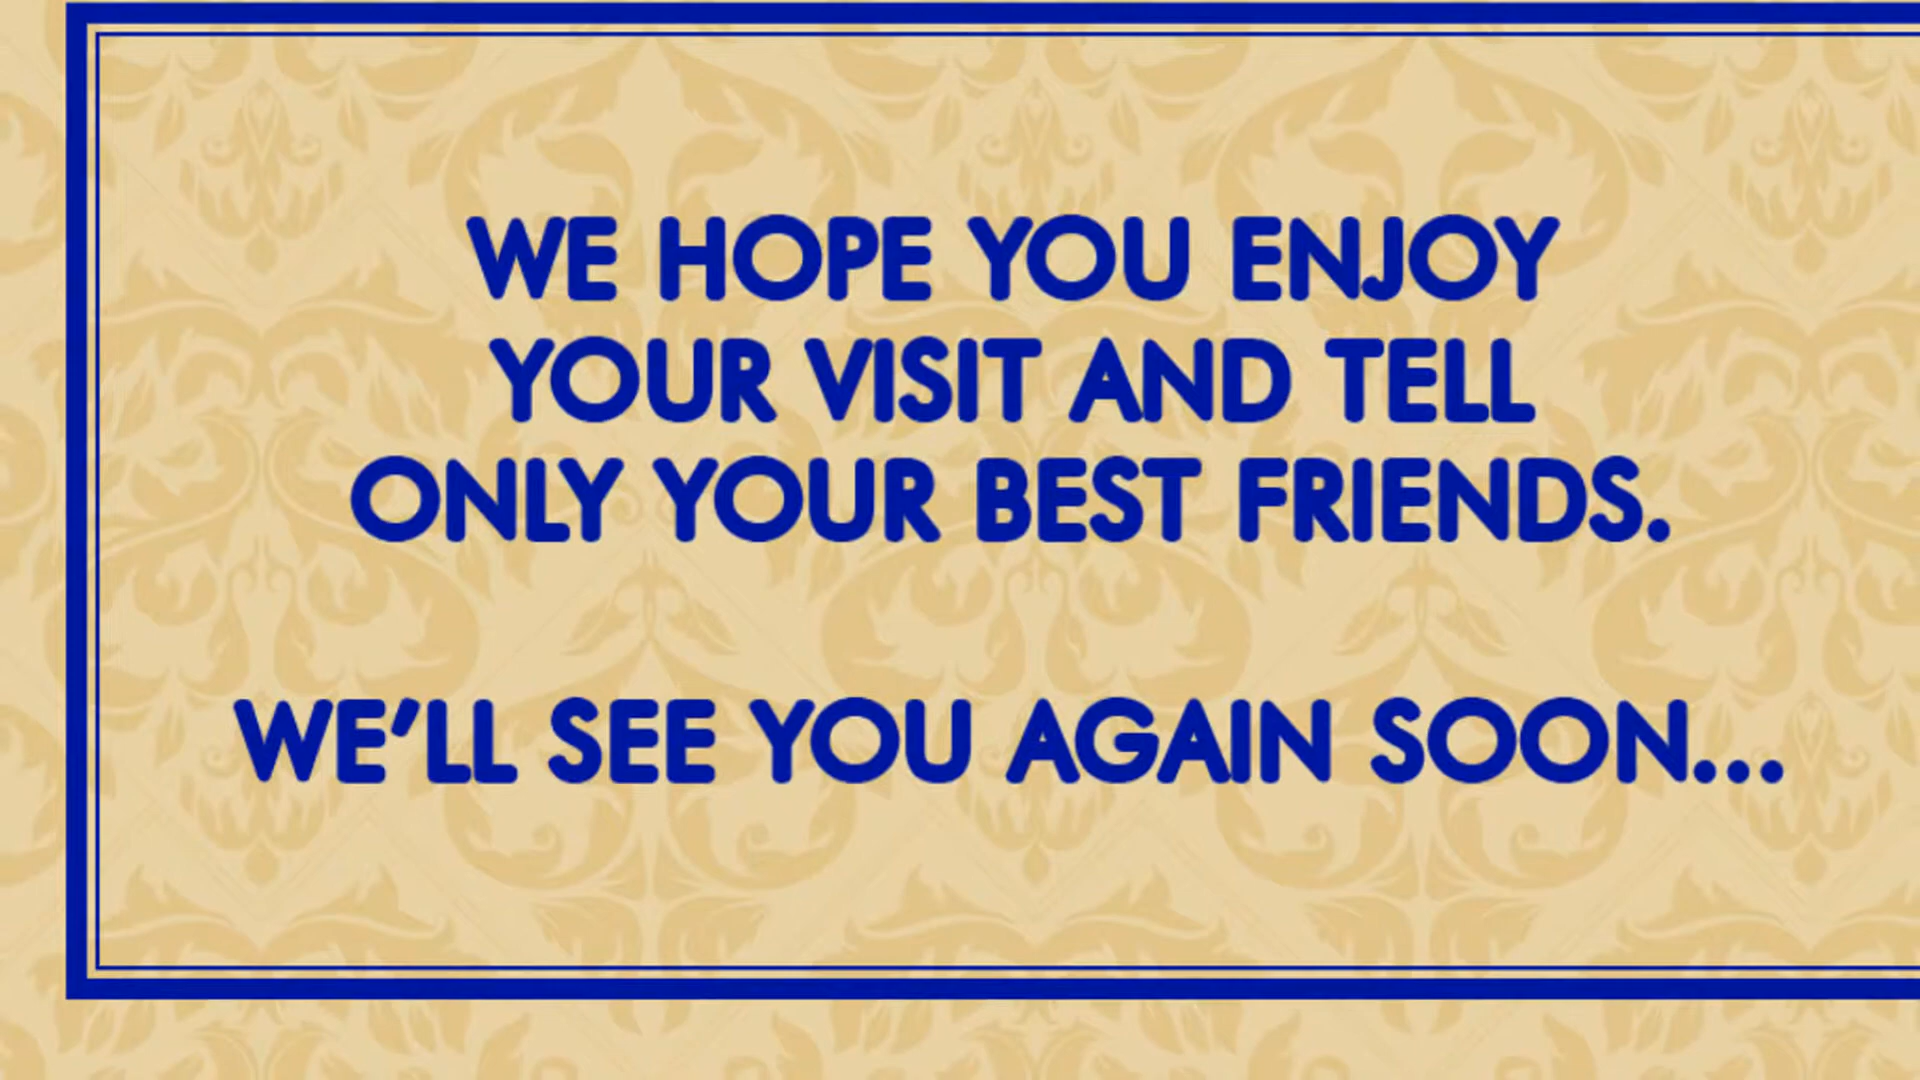 WE HOPE YOU ENJOY
YOUR VISIT AND TELL
ONLY YOUR BEST FRIENDS.
WE’LL SEE YOU AGAIN SOON...